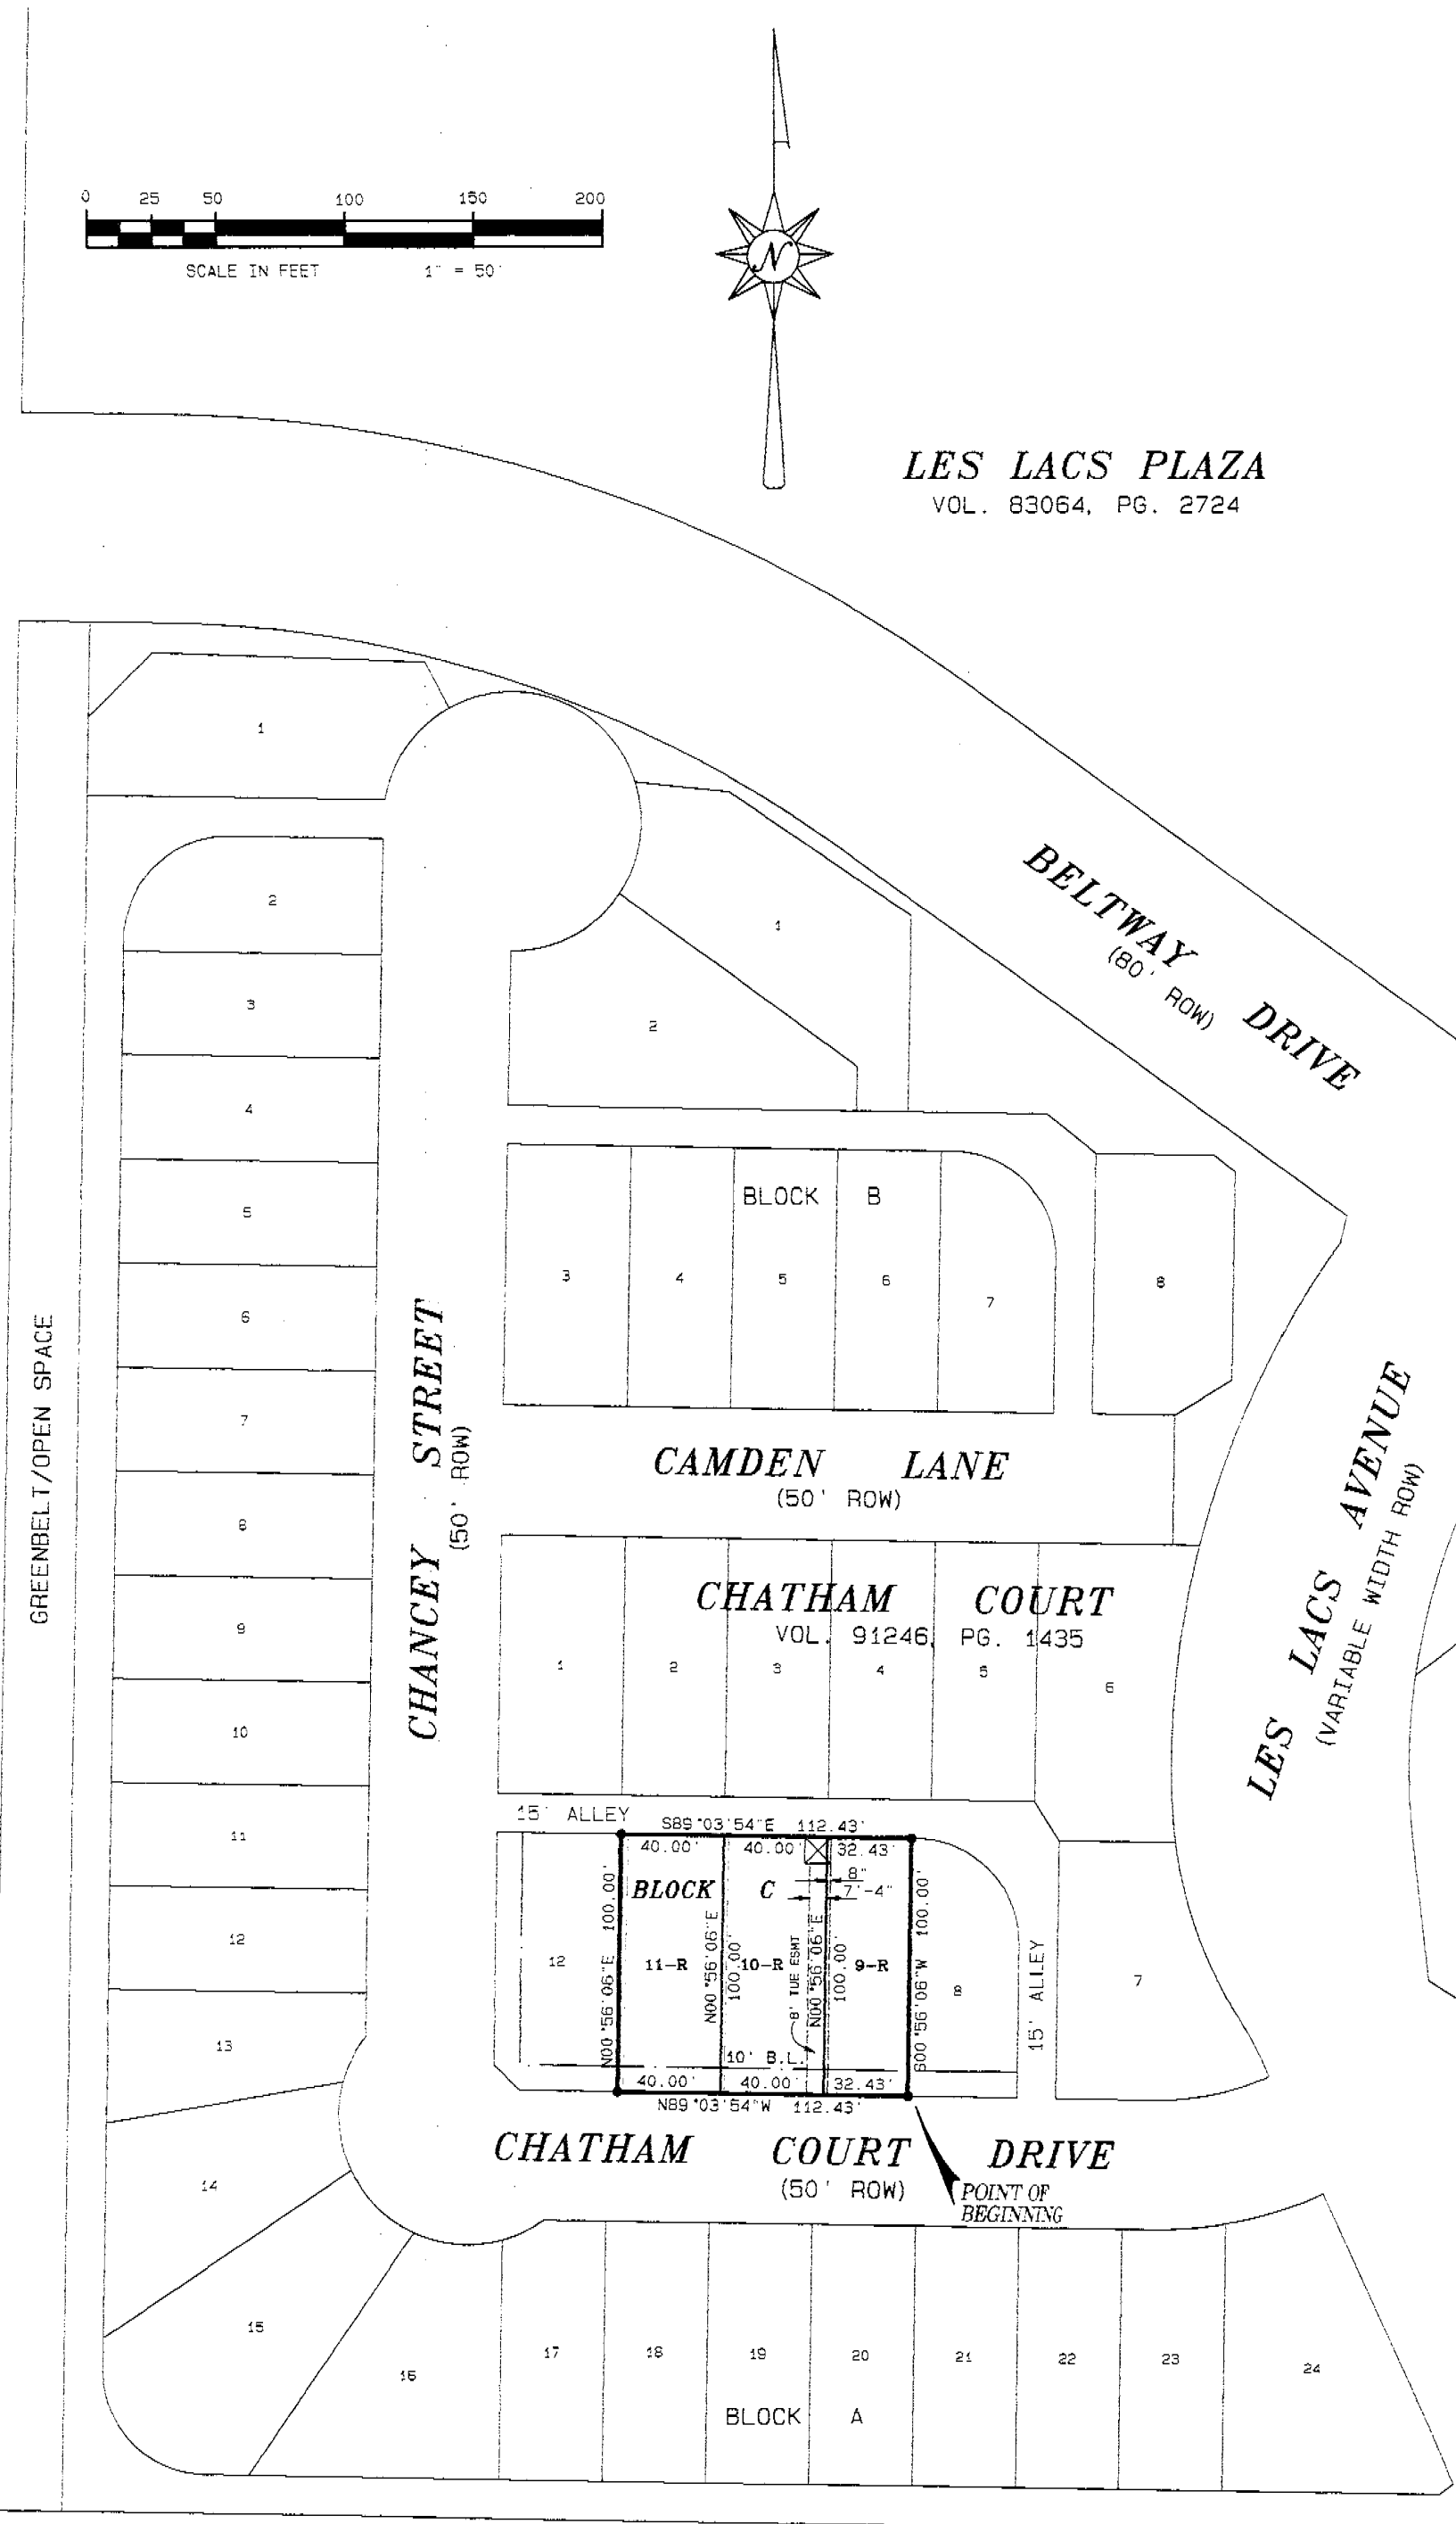 0 25 50 100 150 200
SCALE IN FEET 1" = 50'
N
LES LACS PLAZA
VOL. 83064, PG. 2724
1
2
3
4
5
6
7
8
9
10
11
12
13
14
15
16
17
18
19
20
21
22
23
24
BLOCK A
GREENBELT/OPEN SPACE
CHANCEY STREET
(50' ROW)
BELTWAY DRIVE
(80' ROW)
1
2
BLOCK B
3
4
5
6
7
8
CAMDEN LANE
(50' ROW)
LES LACS AVENUE
(VARIABLE WIDTH ROW)
CHATHAM COURT
VOL. 91246, PG. 1435
1
2
3
4
5
6
7
15' ALLEY
S89°03'54"E 112.43'
40.00' 40.00' 32.43'
8"
7'-4"
BLOCK C
N00°56'06"E 100.00'
N00°56'06"E
100.00'
8' TUE ESMT
N00°56'06"E
100.00'
S00°56'06"W 100.00'
12
11-R
10-R
9-R
8
15' ALLEY
10' B.L.
40.00' 40.00' 32.43'
N89°03'54"W 112.43'
CHATHAM COURT DRIVE
(50' ROW)
POINT OF
BEGINNING